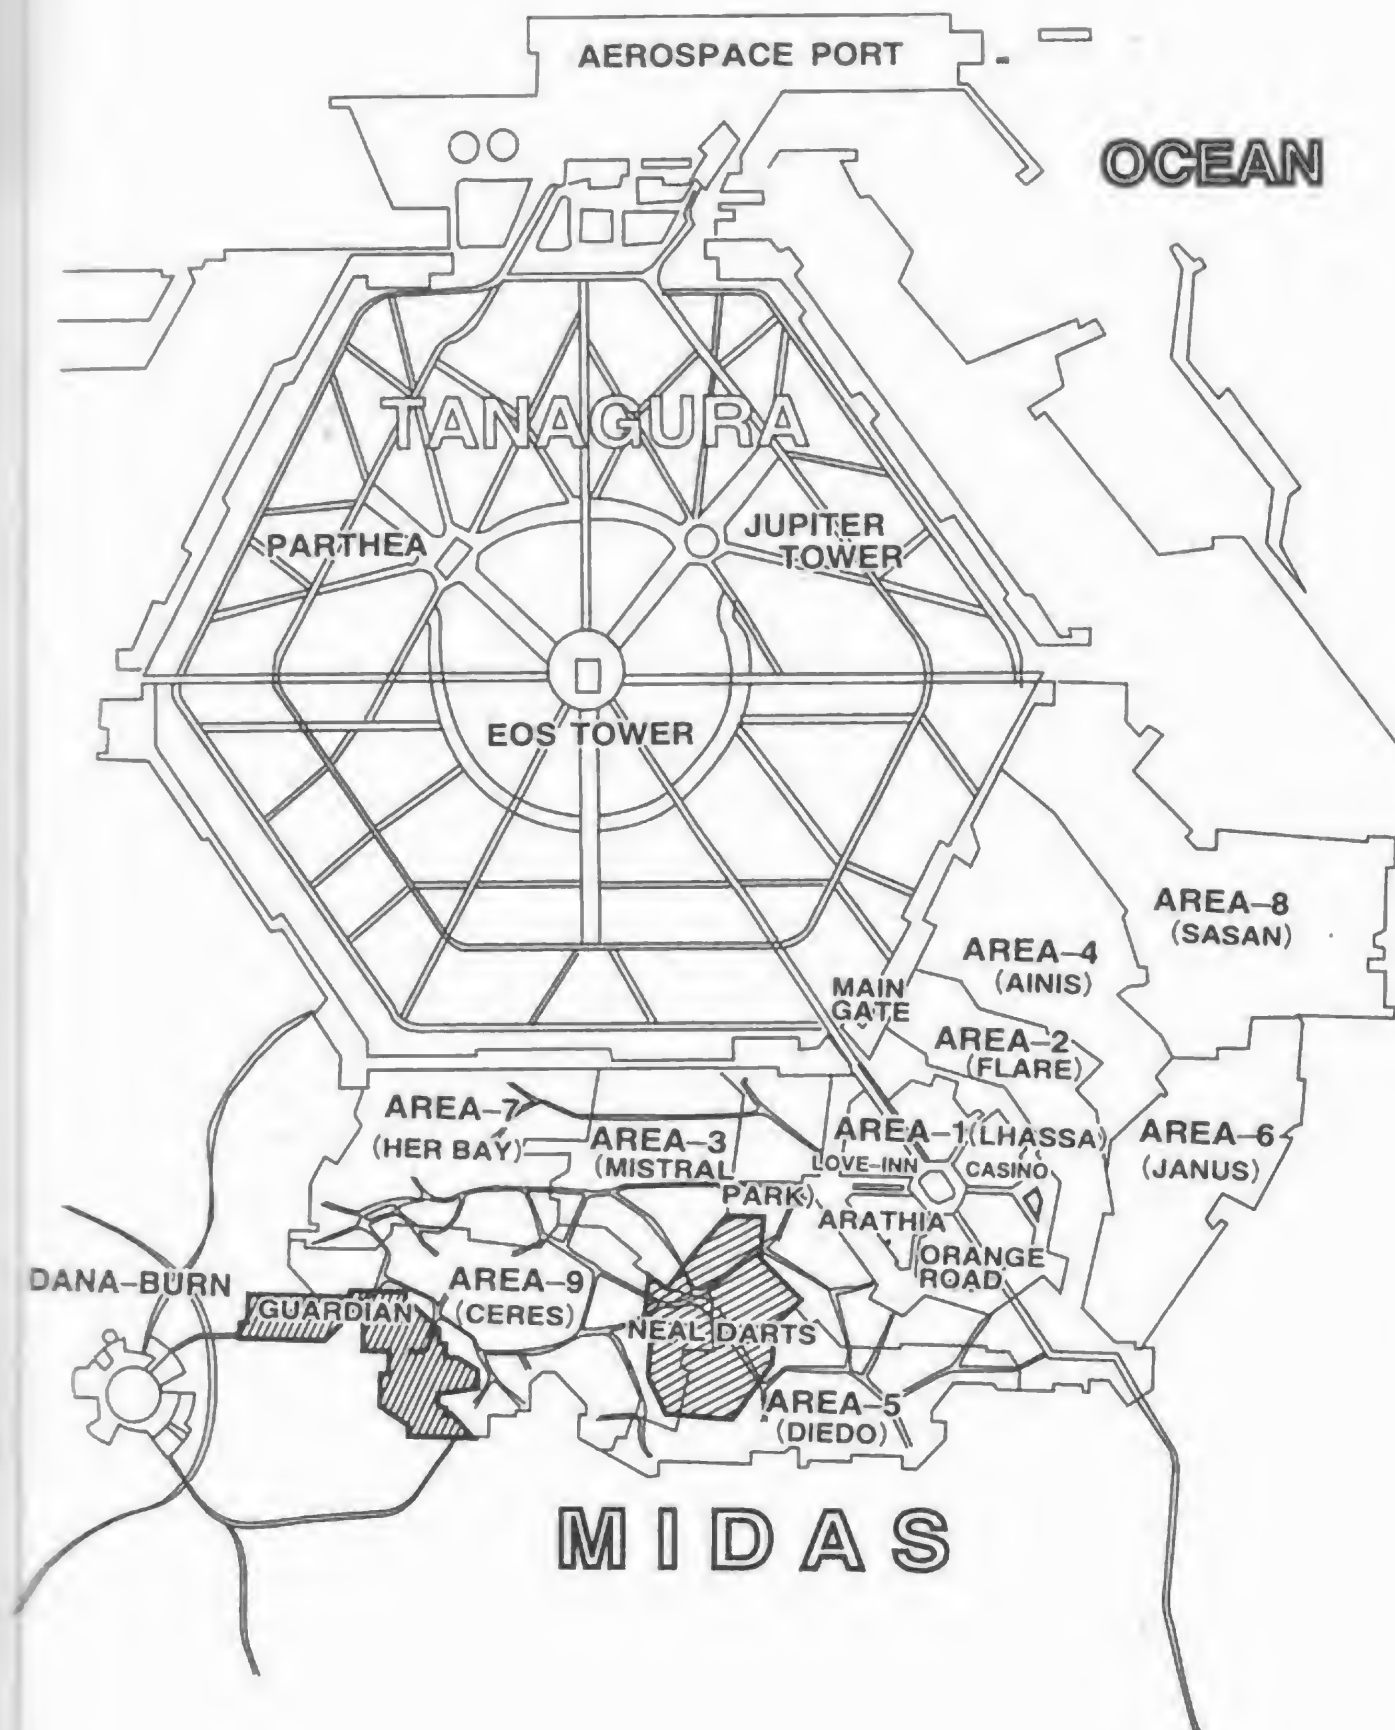 AEROSPACE PORT
OCEAN
TANAGURA
PARTHEA
JUPITER
TOWER
EOS TOWER
AREA–8
(SASAN)
AREA–4
(AINIS)
MAIN
GATE
AREA–2
(FLARE)
AREA–7
(HER BAY)
AREA–3
(MISTRAL
PARK)
AREA–1(LHASSA)
LOVE–INN
CASINO
AREA–6
(JANUS)
ARATHIA
ORANGE
ROAD
DANA–BURN
GUARDIAN
AREA–9
(CERES)
NEAL DARTS
AREA–5
(DIEDO)
MIDAS